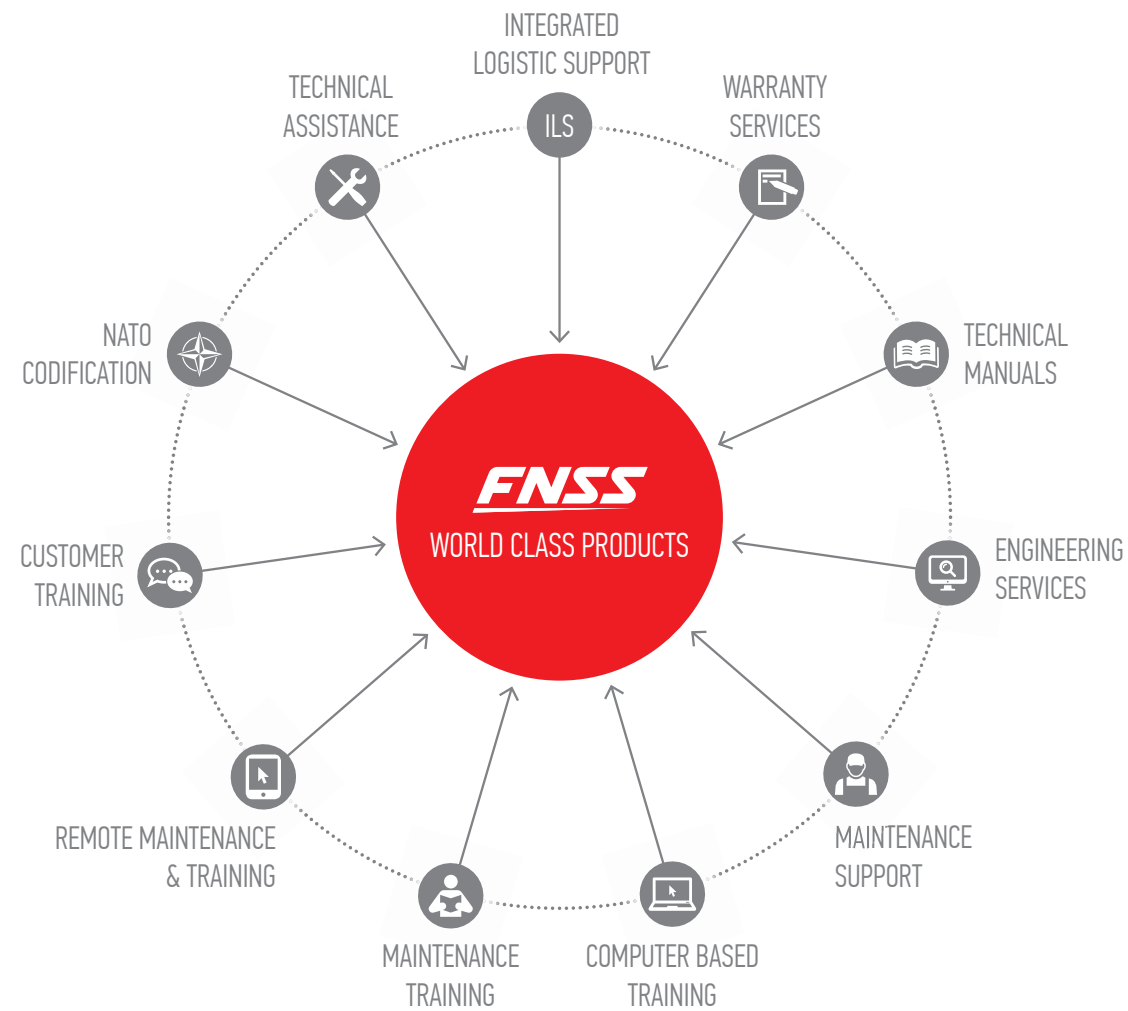 INTEGRATED
LOGISTIC SUPPORT
ILS
WARRANTY
SERVICES
TECHNICAL
MANUALS
ENGINEERING
SERVICES
MAINTENANCE
SUPPORT
COMPUTER BASED
TRAINING
MAINTENANCE
TRAINING
REMOTE MAINTENANCE
& TRAINING
CUSTOMER
TRAINING
NATO
CODIFICATION
TECHNICAL
ASSISTANCE
FNSS
WORLD CLASS PRODUCTS